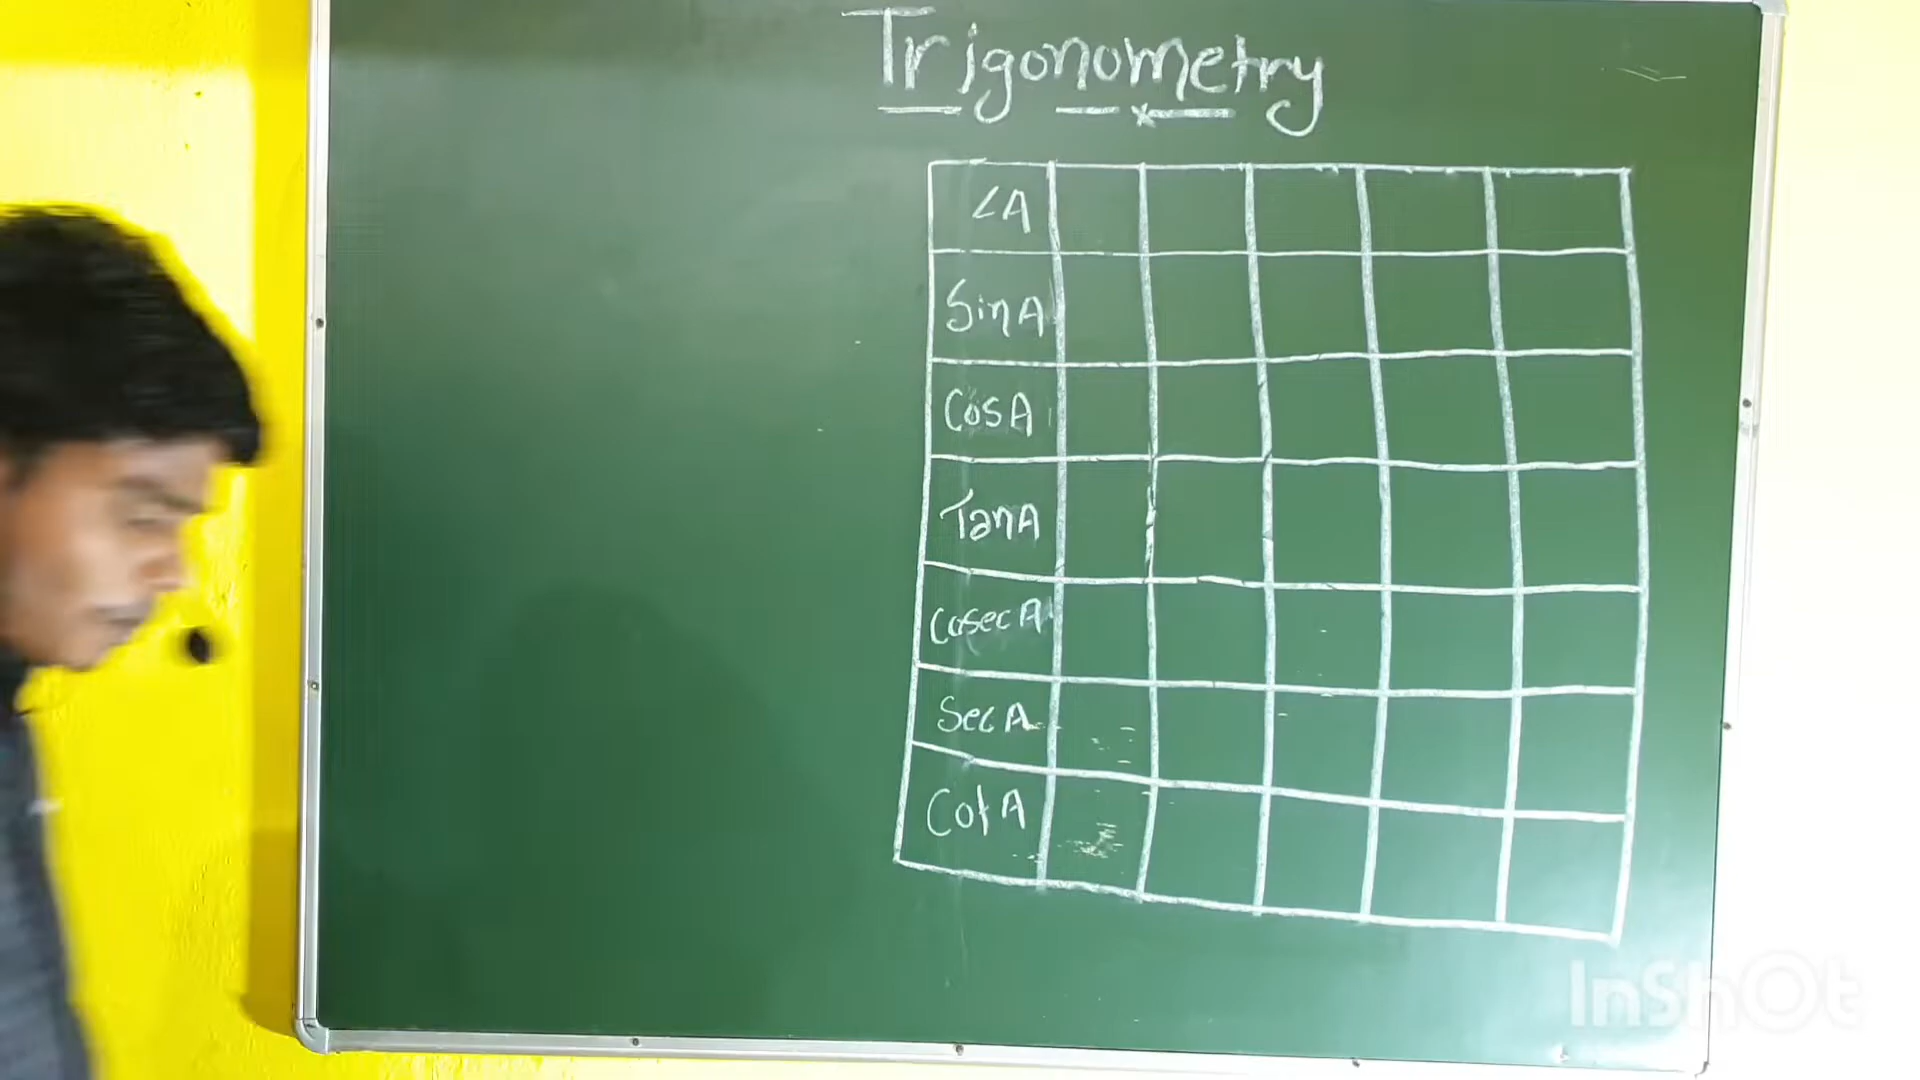 Trigonometry
∠A
SinA
CosA
TanA
CosecA
SecA
CotA
InShOt